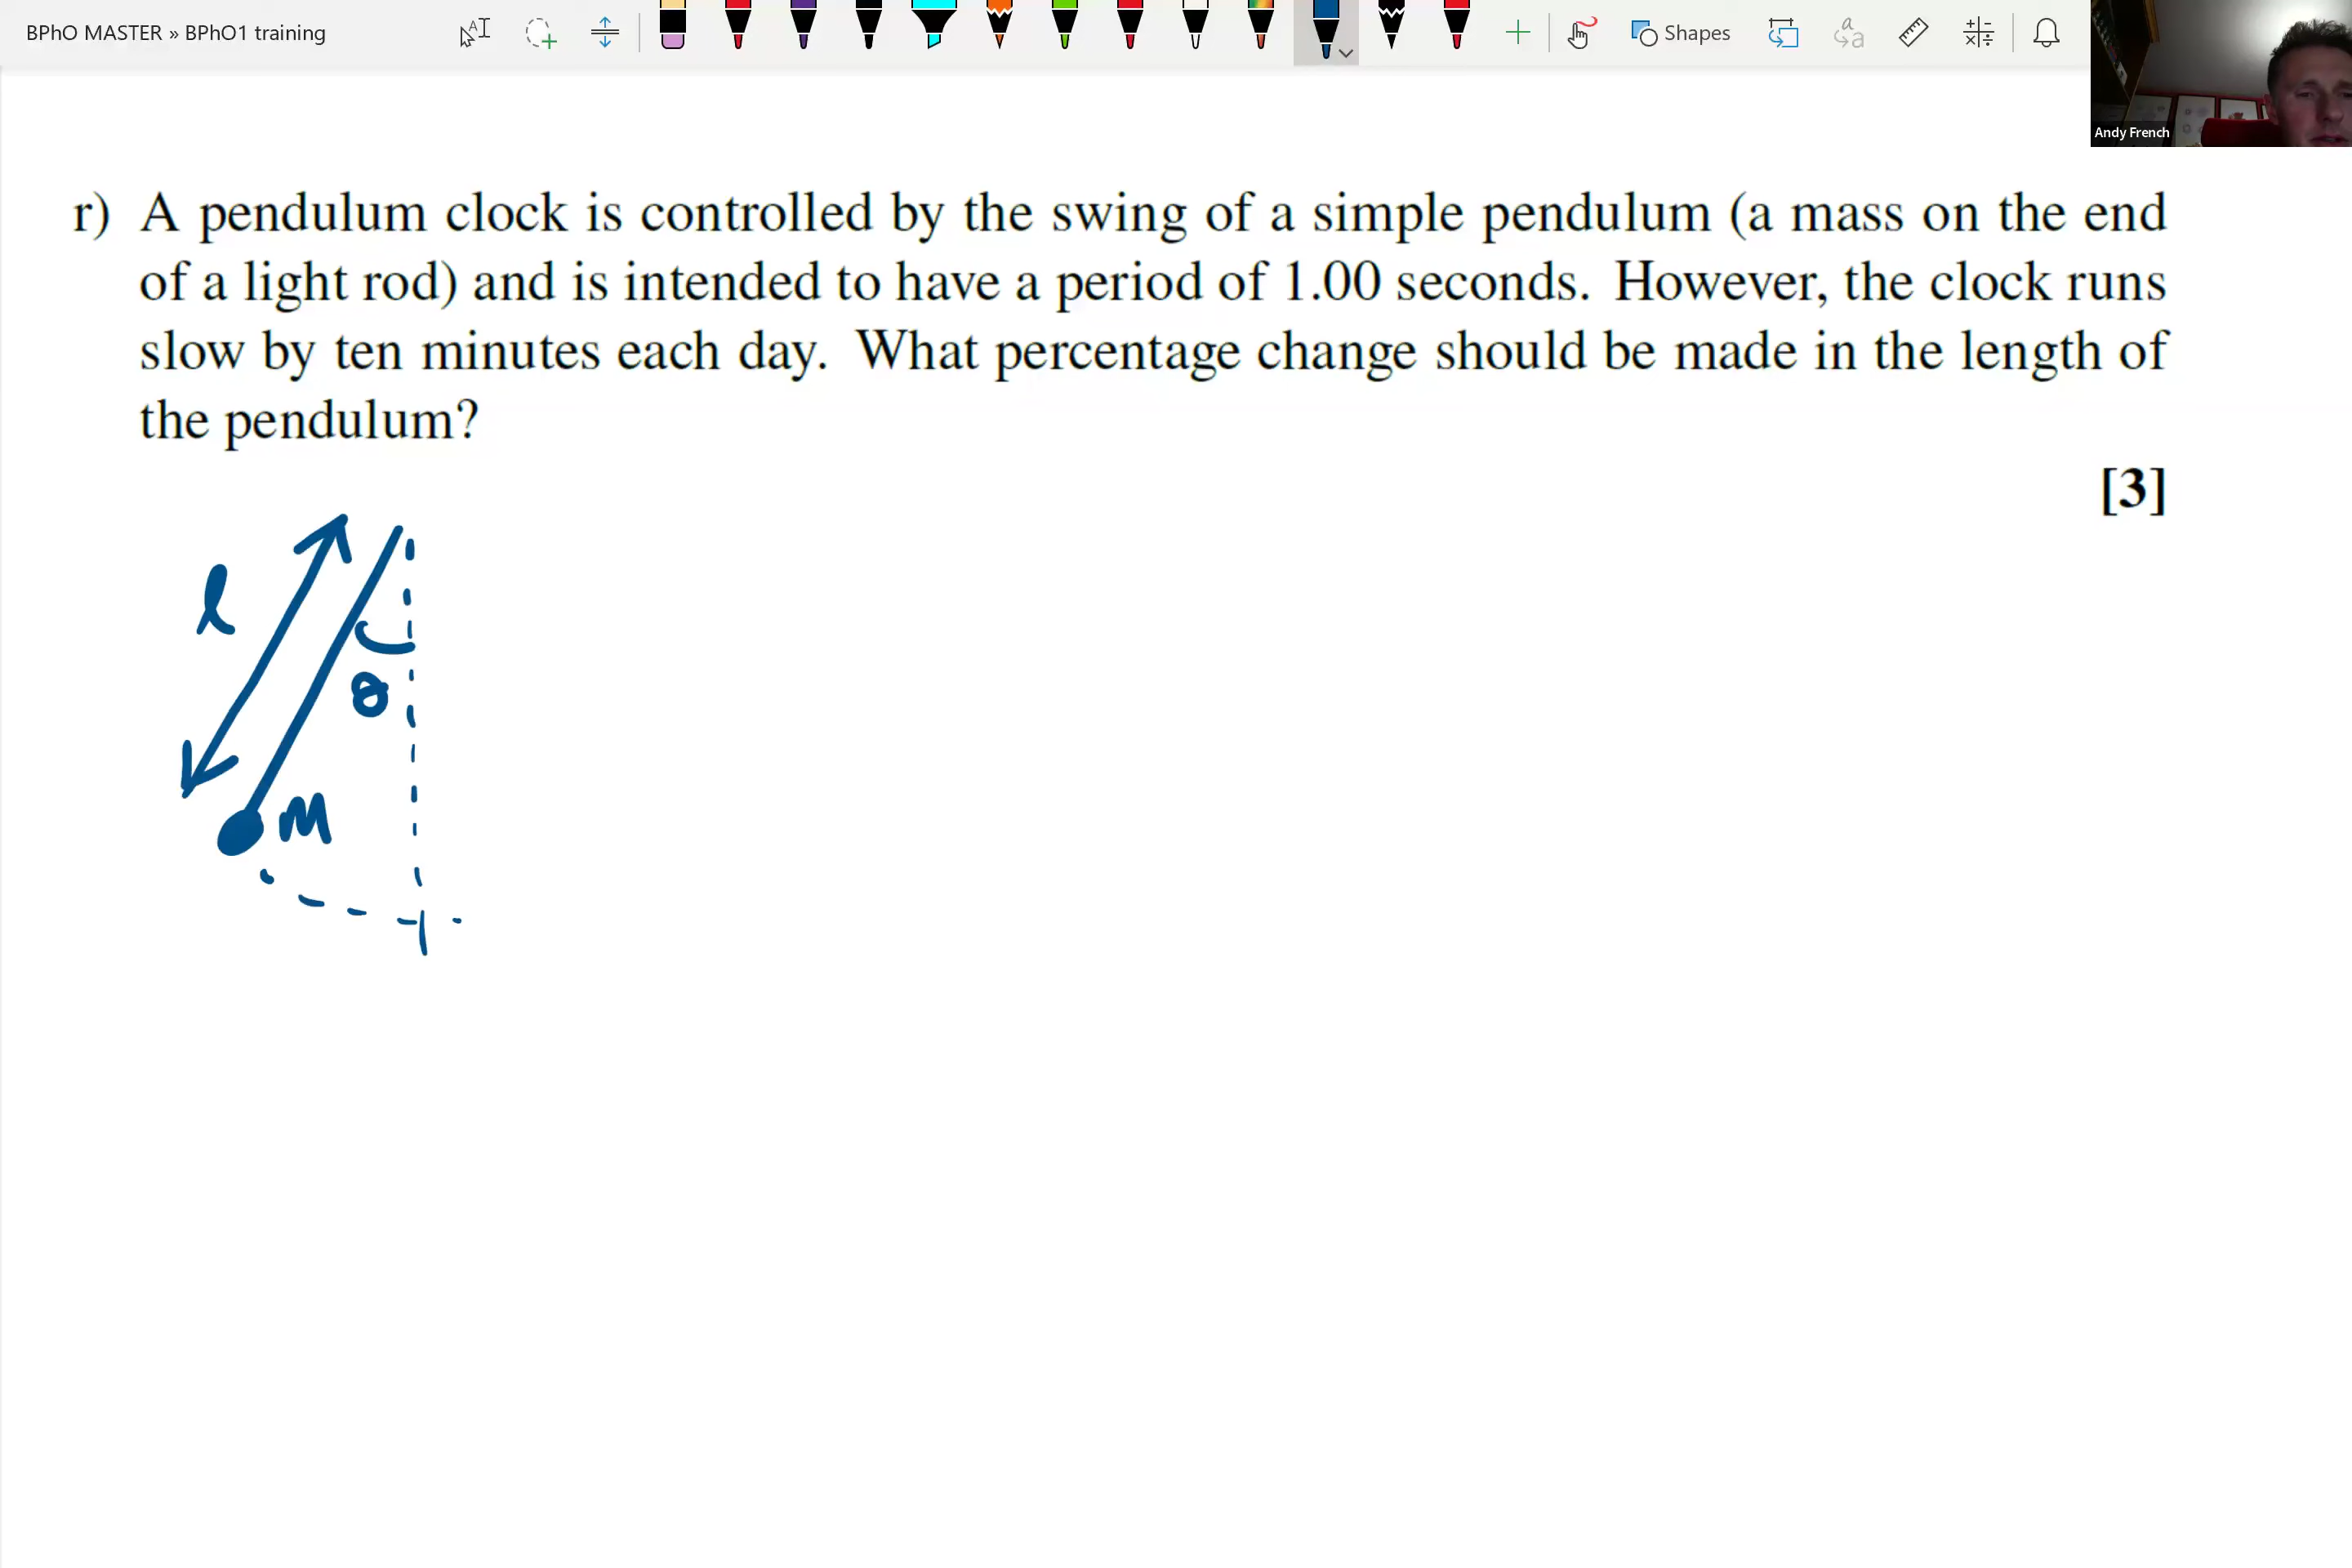 BPhO MASTER » BPhO1 training
Shapes
Andy French
r) A pendulum clock is controlled by the swing of a simple pendulum (a mass on the end
of a light rod) and is intended to have a period of 1.00 seconds. However, the clock runs
slow by ten minutes each day. What percentage change should be made in the length of
the pendulum?
[3]
l
θ
m